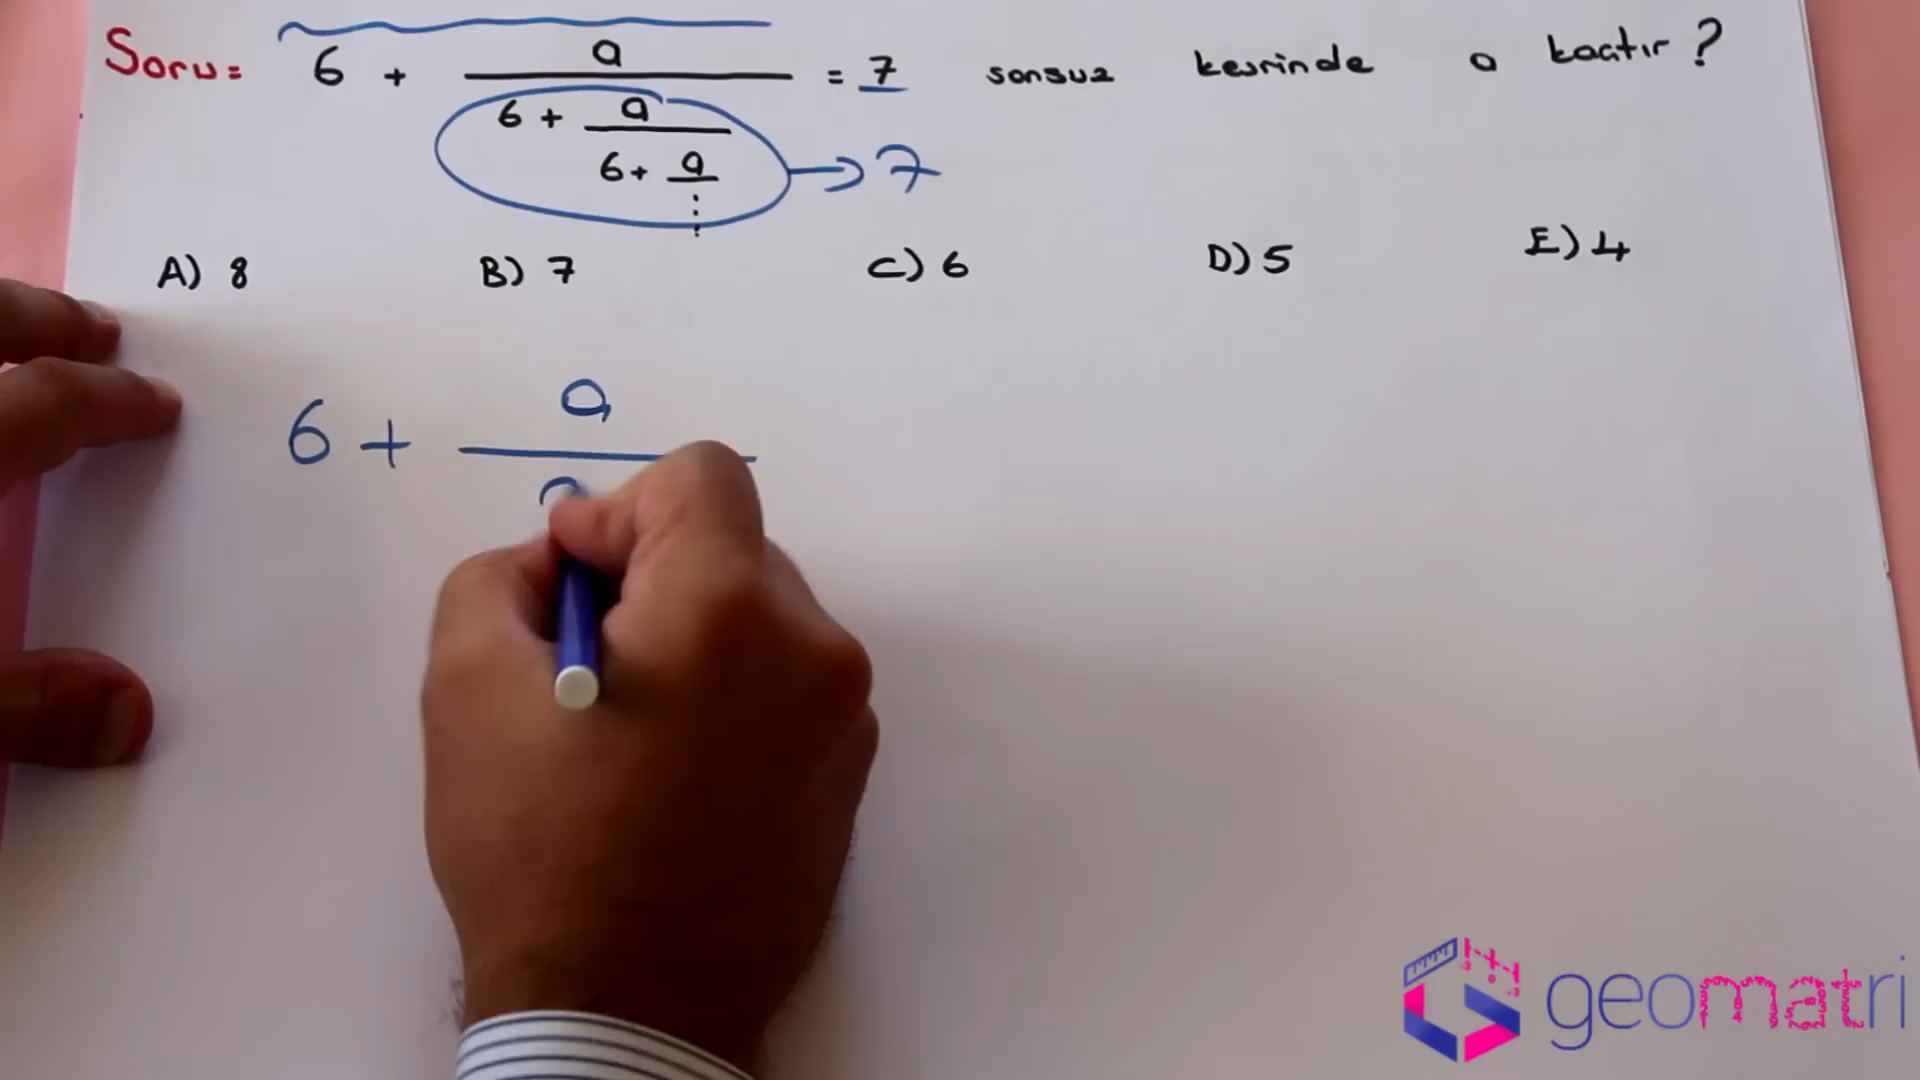 Soru= 6 + a = 7 sonsuz kesrinde a kaçtır?
6 + a
6 + a
⋮
→ 7
A) 8 B) 7 C) 6 D) 5 E) 4
6 + a
geomatri